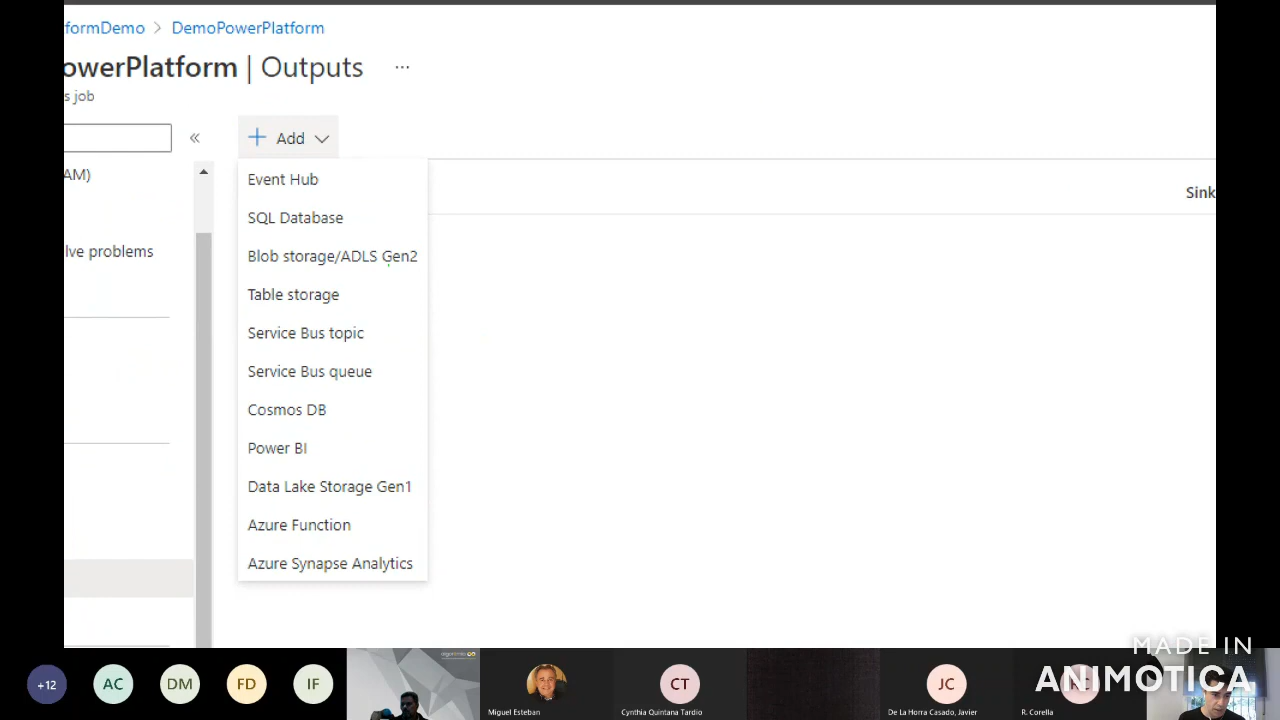 formDemo > DemoPowerPlatform
owerPlatform | Outputs ...
s job
« + Add
AM)
Event Hub
SQL Database
Sink
lve problems
Blob storage/ADLS Gen2
Table storage
Service Bus topic
Service Bus queue
Cosmos DB
Power BI
Data Lake Storage Gen1
Azure Function
Azure Synapse Analytics
MADE IN
ANIMOTICA
+12 AC DM FD IF CT JC
Miguel Esteban Cynthia Quintana Tardio De La Horra Casado, Javier R. Corella